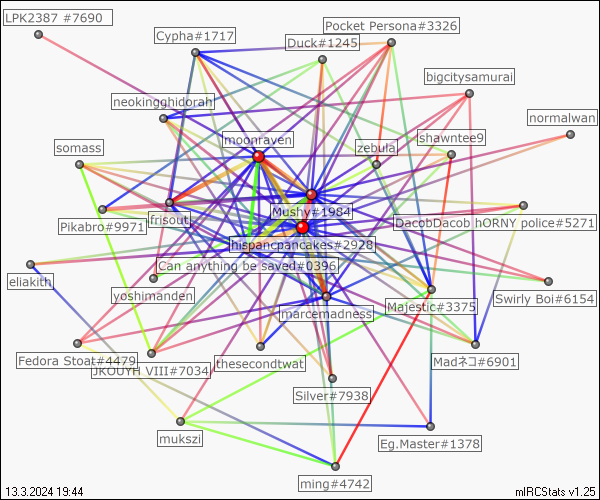 LPK2387 #7690
Pocket Persona#3326
Cypha#1717
Duck#1245
bigcitysamurai
neokingghidorah
normalwan
shawntee9
moonraven
zebula
somass
Mushy#1984
frisout
Pikabro#9971
DacobDacob hORNY police#5271
hispancpancakes#2928
Can anything be saved#0396
eliakith
yoshimanden
Swirly Boi#6154
Majestic#3375
marcemadness
Fedora Stoat#4479
JKOUYH VIII#7034
thesecondtwat
Madネコ#6901
Silver#7938
mukszi
Eg.Master#1378
ming#4742
13.3.2024 19:44
mIRCStats v1.25